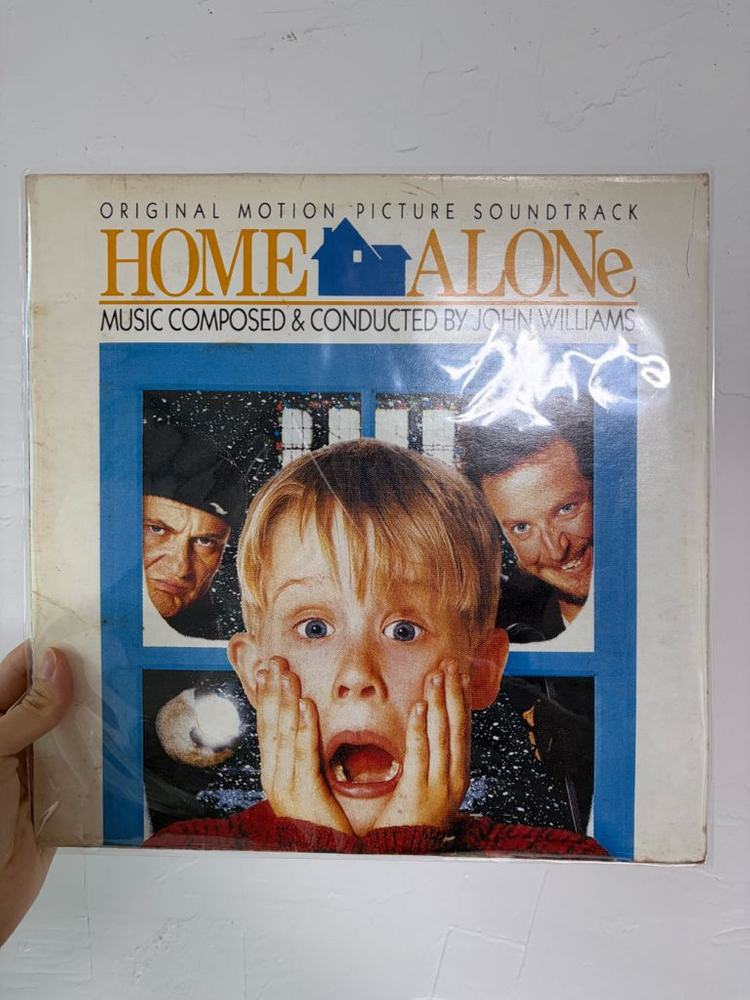 ORIGINAL MOTION PICTURE SOUNDTRACK
HOME ALONe
MUSIC COMPOSED & CONDUCTED BY JOHN WILLIAMS